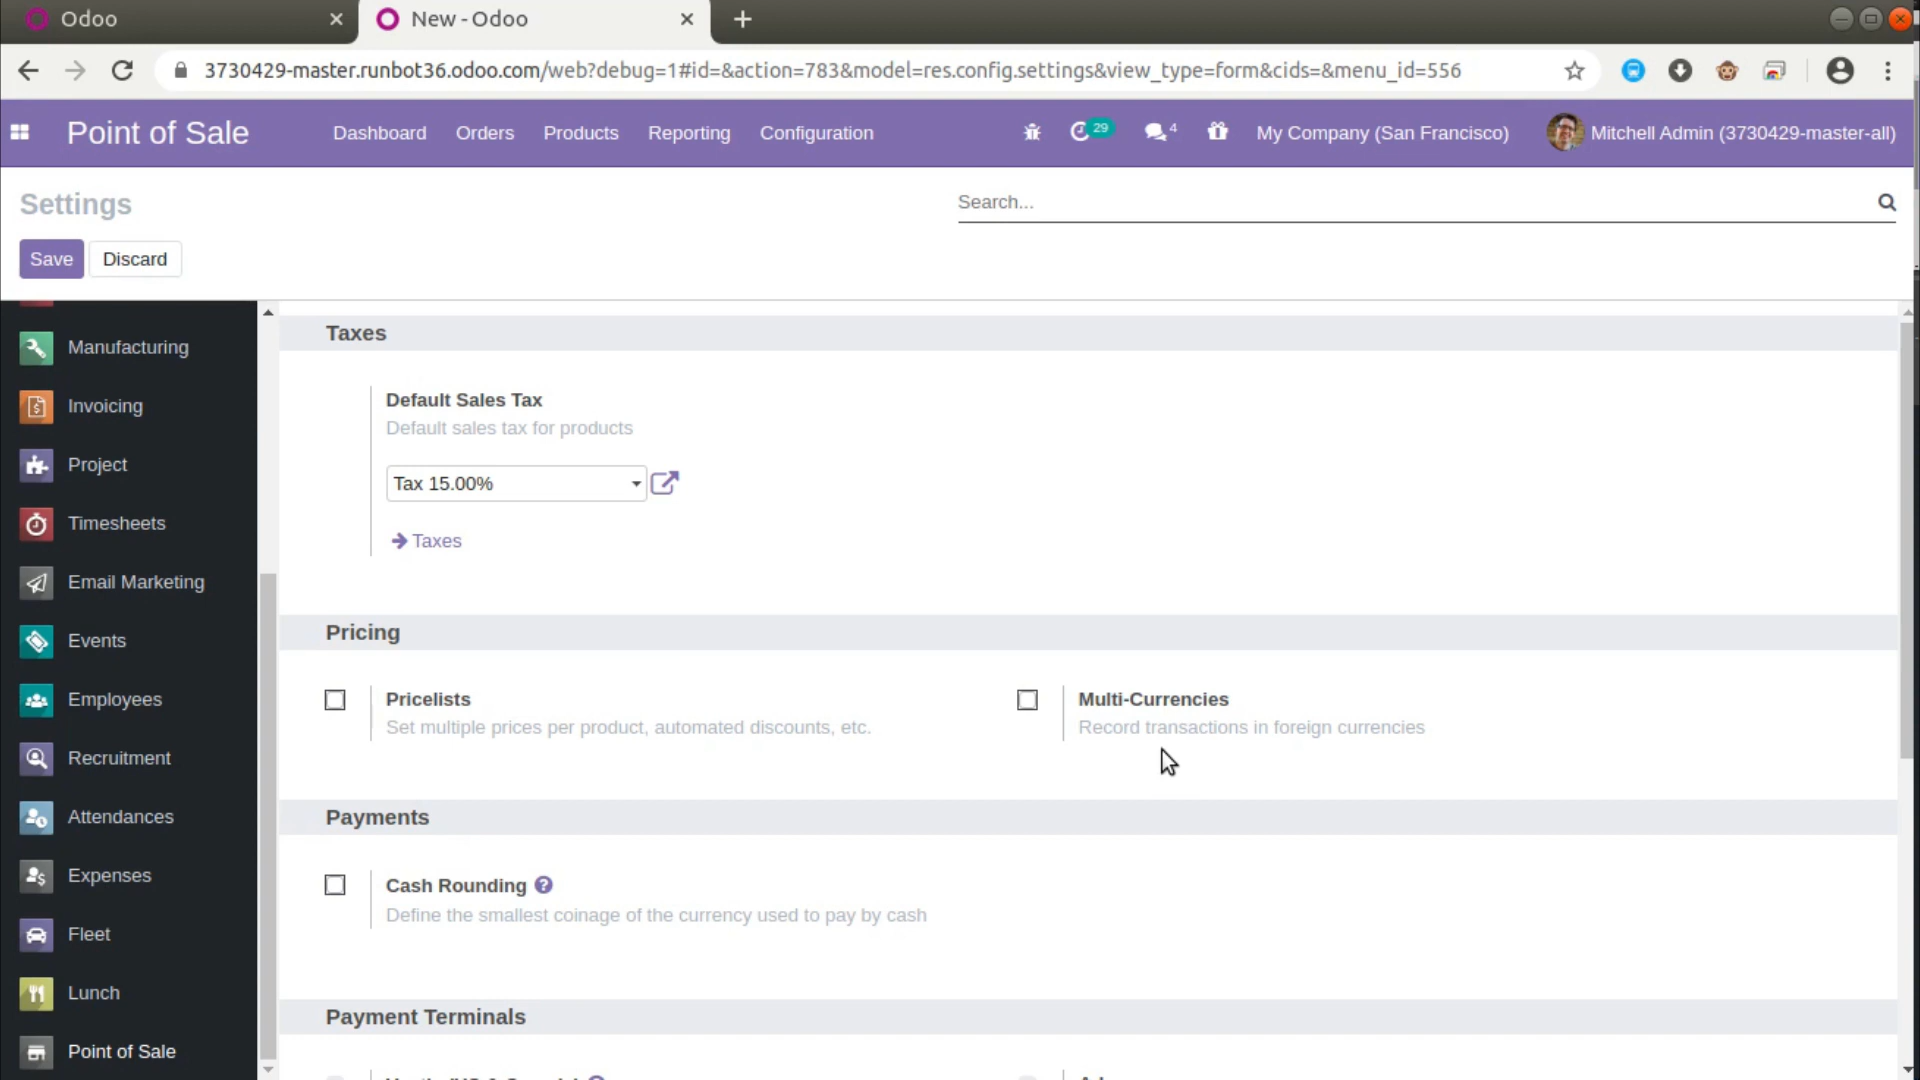 Odoo
New - Odoo
3730429-master.runbot36.odoo.com/web?debug=1#id=&action=783&model=res.config.settings&view_type=form&cids=&menu_id=556
Point of Sale
Dashboard
Orders
Products
Reporting
Configuration
29
4
My Company (San Francisco)
Mitchell Admin (3730429-master-all)
Settings
Search...
Save
Discard
Manufacturing
Invoicing
Project
Timesheets
Email Marketing
Events
Employees
Recruitment
Attendances
Expenses
Fleet
Lunch
Point of Sale
Taxes
Default Sales Tax
Default sales tax for products
Tax 15.00%
Taxes
Pricing
Pricelists
Set multiple prices per product, automated discounts, etc.
Multi-Currencies
Record transactions in foreign currencies
Payments
Cash Rounding
Define the smallest coinage of the currency used to pay by cash
Payment Terminals